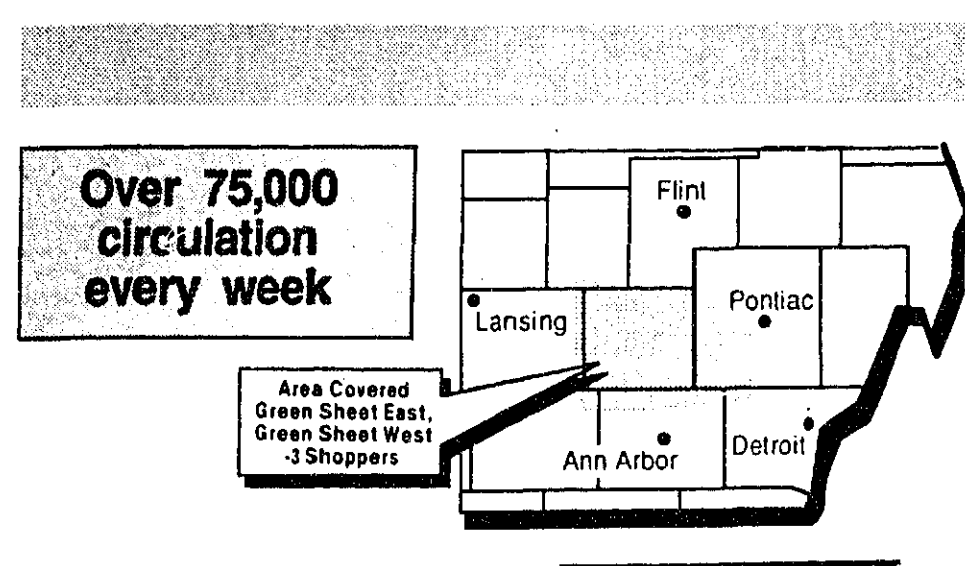 Over 75,000
circulation
every week
Flint
Pontiac
Lansing
Area Covered
Green Sheet East,
Green Sheet West
-3 Shoppers
Ann Arbor
Detroit